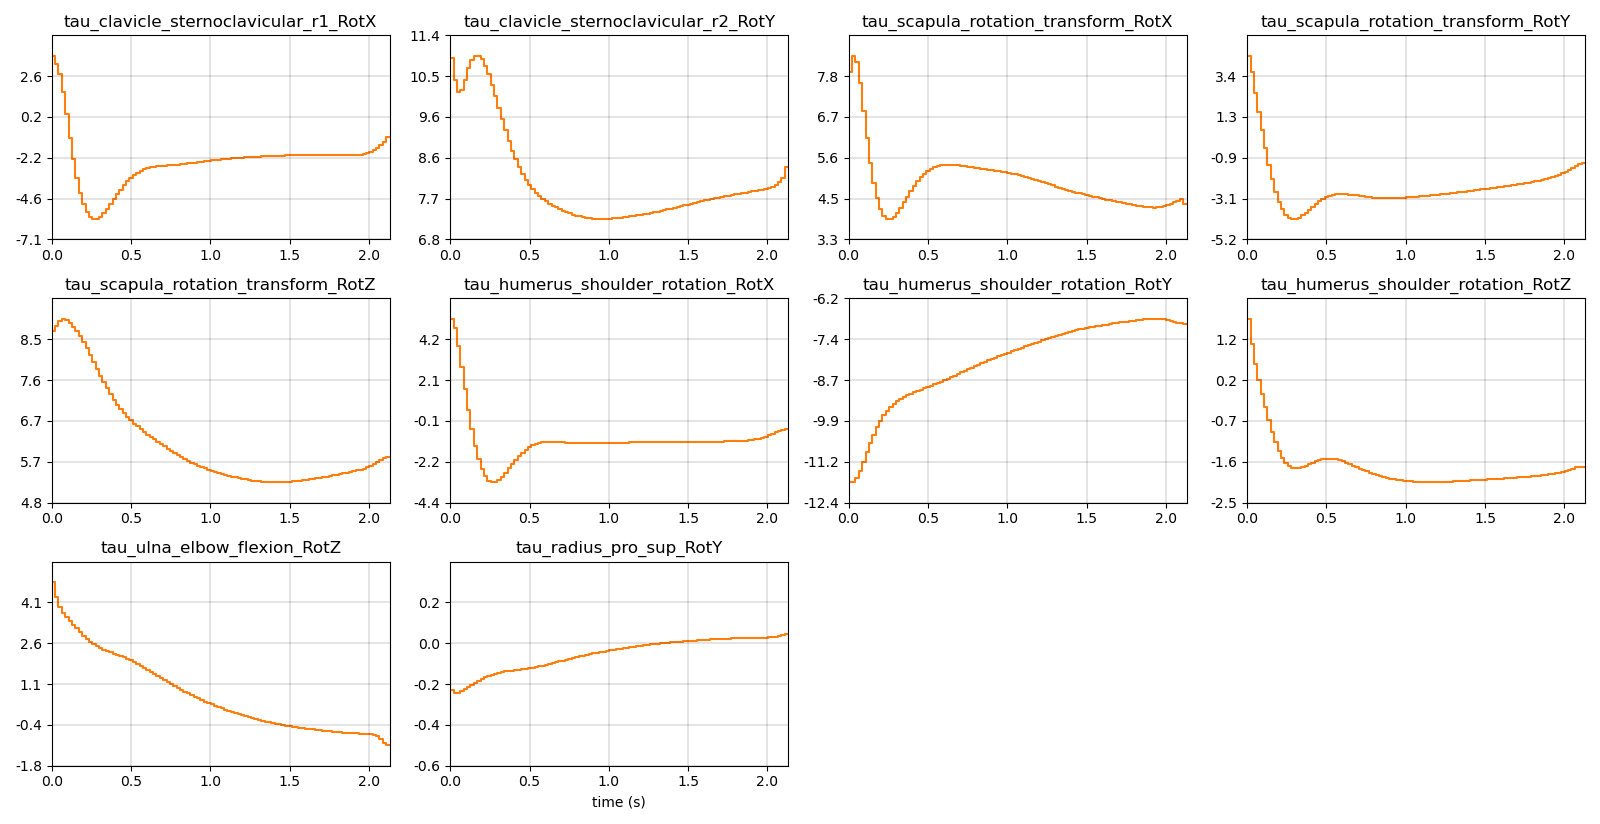 tau_clavicle_sternoclavicular_r1_RotX
2.6
0.2
-2.2
-4.6
-7.1
0.0 0.5 1.0 1.5 2.0
tau_clavicle_sternoclavicular_r2_RotY
11.4
10.5
9.6
8.6
7.7
6.8
0.0 0.5 1.0 1.5 2.0
tau_scapula_rotation_transform_RotX
7.8
6.7
5.6
4.5
3.3
0.0 0.5 1.0 1.5 2.0
tau_scapula_rotation_transform_RotY
3.4
1.3
-0.9
-3.1
-5.2
0.0 0.5 1.0 1.5 2.0
tau_scapula_rotation_transform_RotZ
8.5
7.6
6.7
5.7
4.8
0.0 0.5 1.0 1.5 2.0
tau_humerus_shoulder_rotation_RotX
4.2
2.1
-0.1
-2.2
-4.4
0.0 0.5 1.0 1.5 2.0
tau_humerus_shoulder_rotation_RotY
-6.2
-7.4
-8.7
-9.9
-11.2
-12.4
0.0 0.5 1.0 1.5 2.0
tau_humerus_shoulder_rotation_RotZ
1.2
0.2
-0.7
-1.6
-2.5
0.0 0.5 1.0 1.5 2.0
tau_ulna_elbow_flexion_RotZ
4.1
2.6
1.1
-0.4
-1.8
0.0 0.5 1.0 1.5 2.0
tau_radius_pro_sup_RotY
0.2
0.0
-0.2
-0.4
-0.6
0.0 0.5 1.0 1.5 2.0
time (s)